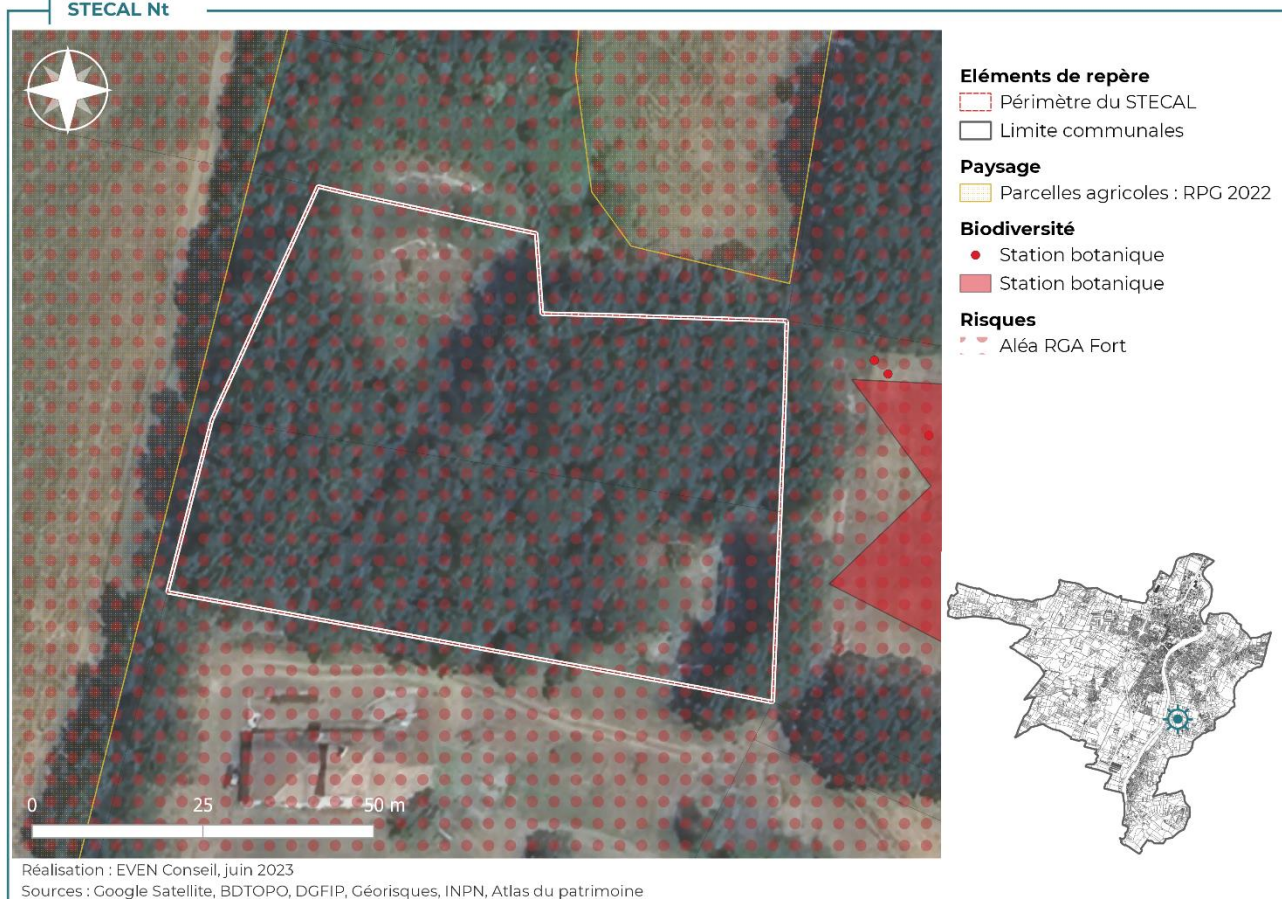 STECAL Nt
Eléments de repère
Périmètre du STECAL
Limite communales
Paysage
Parcelles agricoles : RPG 2022
Biodiversité
Station botanique
Station botanique
Risques
Aléa RGA Fort
0 25 50 m
Réalisation : EVEN Conseil, juin 2023
Sources : Google Satellite, BDTOPO, DGFIP, Géorisques, INPN, Atlas du patrimoine